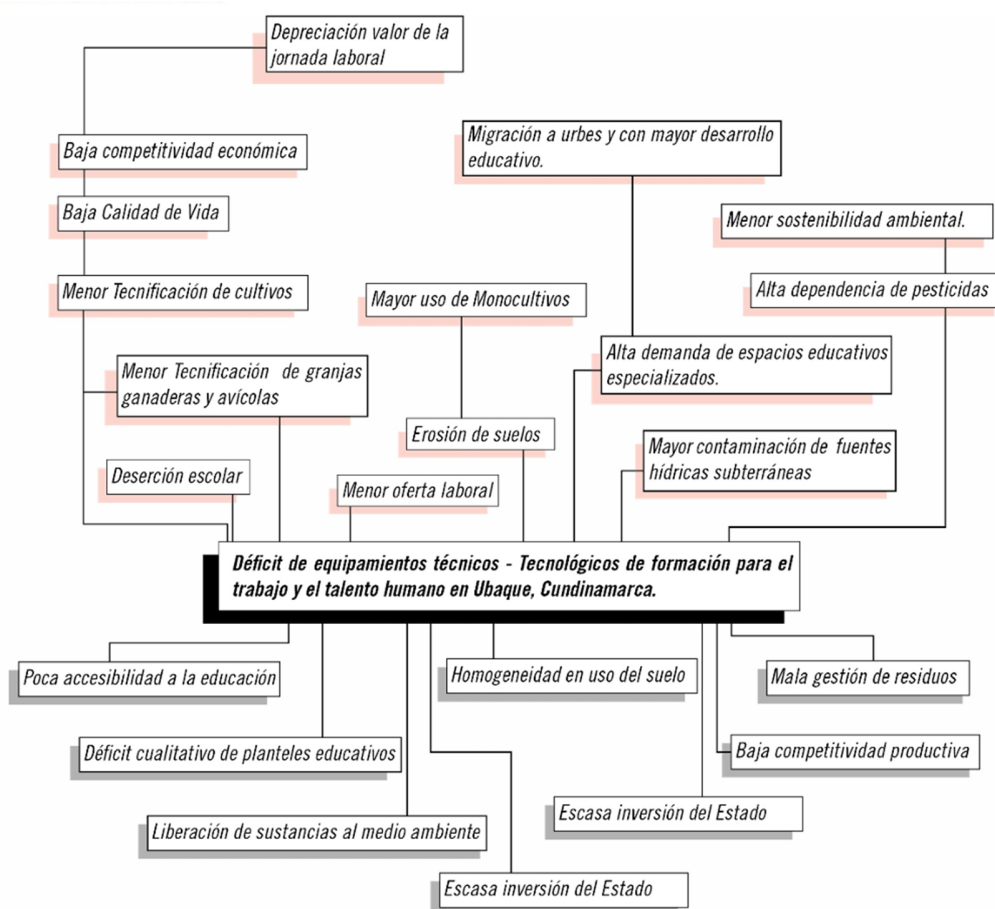 Depreciación valor de la
jornada laboral
Baja competitividad económica
Migración a urbes y con mayor desarrollo
educativo.
Baja Calidad de Vida
Menor sostenibilidad ambiental.
Menor Tecnificación de cultivos
Mayor uso de Monocultivos
Alta dependencia de pesticidas
Menor Tecnificación de granjas
ganaderas y avícolas
Alta demanda de espacios educativos
especializados.
Erosión de suelos
Mayor contaminación de fuentes
hídricas subterráneas
Deserción escolar
Menor oferta laboral
Déficit de equipamientos técnicos - Tecnológicos de formación para el
trabajo y el talento humano en Ubaque, Cundinamarca.
Poca accesibilidad a la educación
Homogeneidad en uso del suelo
Mala gestión de residuos
Déficit cualitativo de planteles educativos
Baja competitividad productiva
Liberación de sustancias al medio ambiente
Escasa inversión del Estado
Escasa inversión del Estado